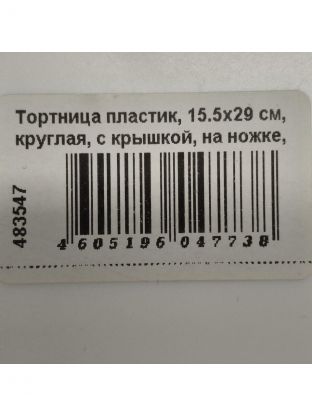 Тортница пластик, 15.5x29 см,
круглая, с крышкой, на ножке,
483547
4 605196 047738